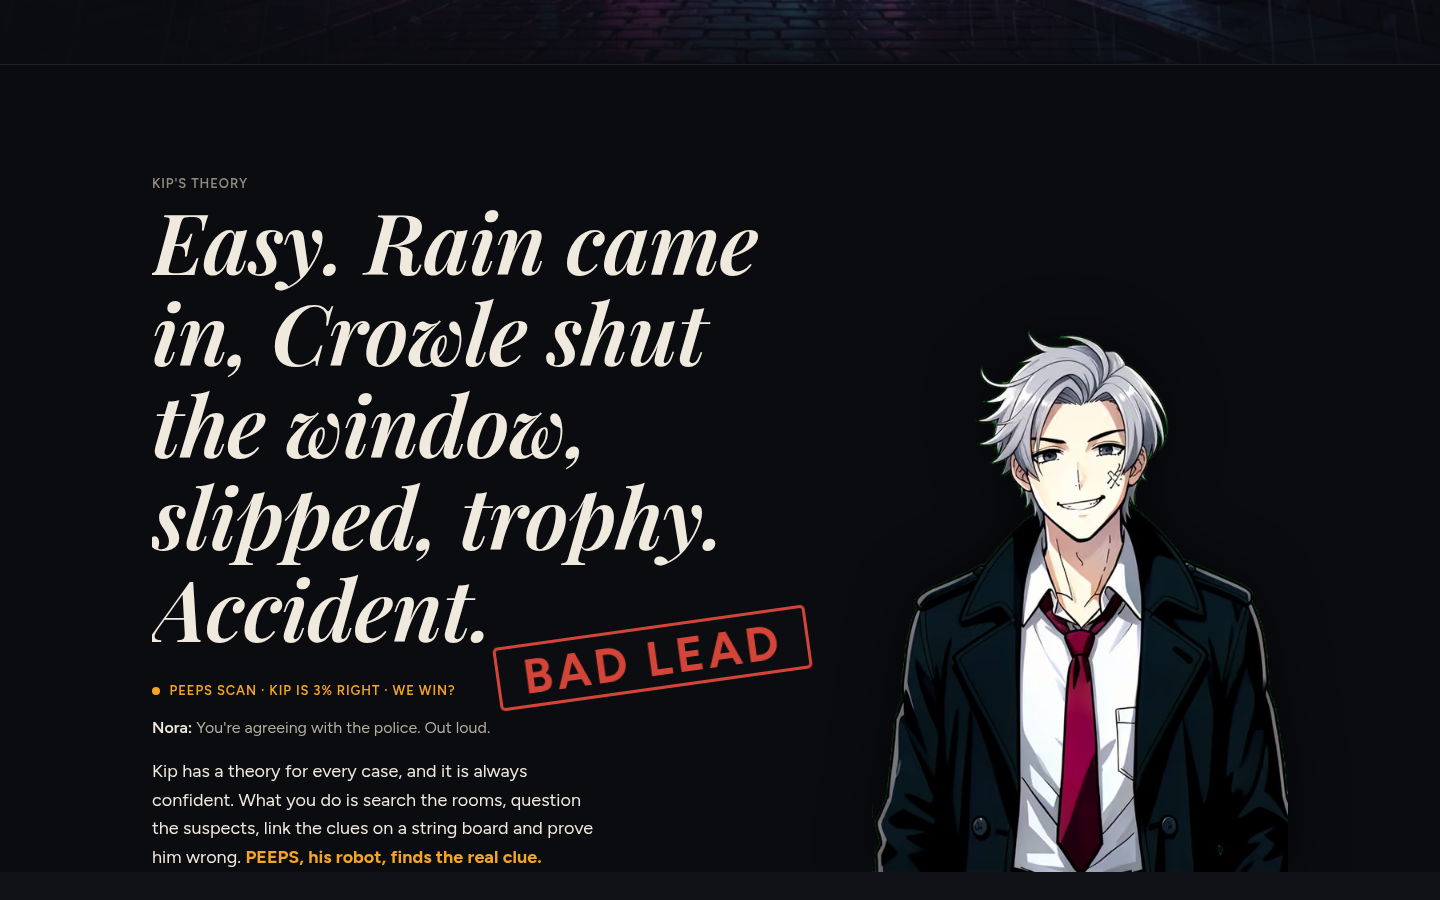 KIP'S THEORY
Easy. Rain came
in, Crowle shut
the window,
slipped, trophy.
Accident.
BAD LEAD
PEEPS SCAN · KIP IS 3% RIGHT · WE WIN?
Nora: You're agreeing with the police. Out loud.
Kip has a theory for every case, and it is always
confident. What you do is search the rooms, question
the suspects, link the clues on a string board and prove
him wrong. PEEPS, his robot, finds the real clue.